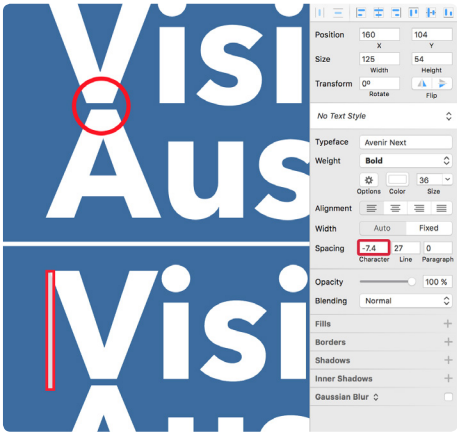 Visi
Aus
Visi
Aus
Position 160 104
X Y
Size 125 54
Width Height
Transform 0º
Rotate Flip
No Text Style
Typeface Avenir Next
Weight Bold
36
Options Color Size
Alignment
Width Auto Fixed
Spacing -7.4 27 0
Character Line Paragraph
Opacity 100 %
Blending Normal
Fills
Borders
Shadows
Inner Shadows
Gaussian Blur